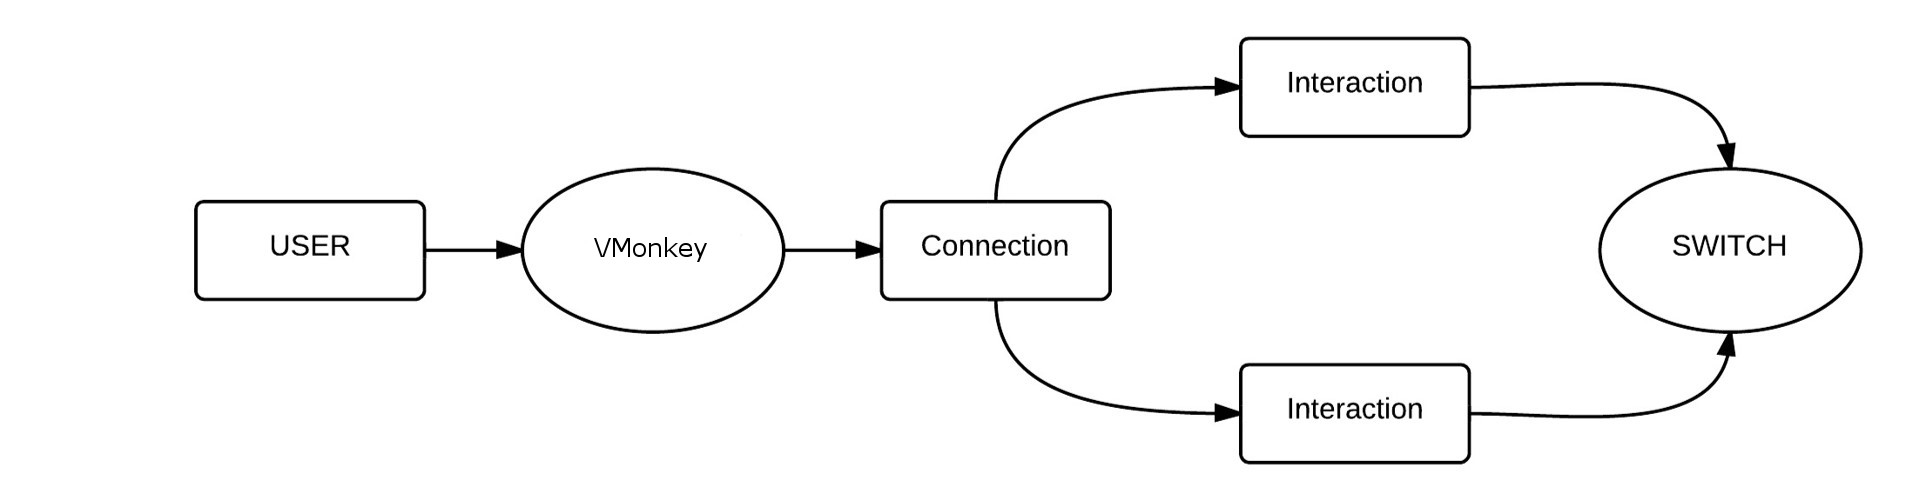 USER
VMonkey
Connection
Interaction
Interaction
SWITCH